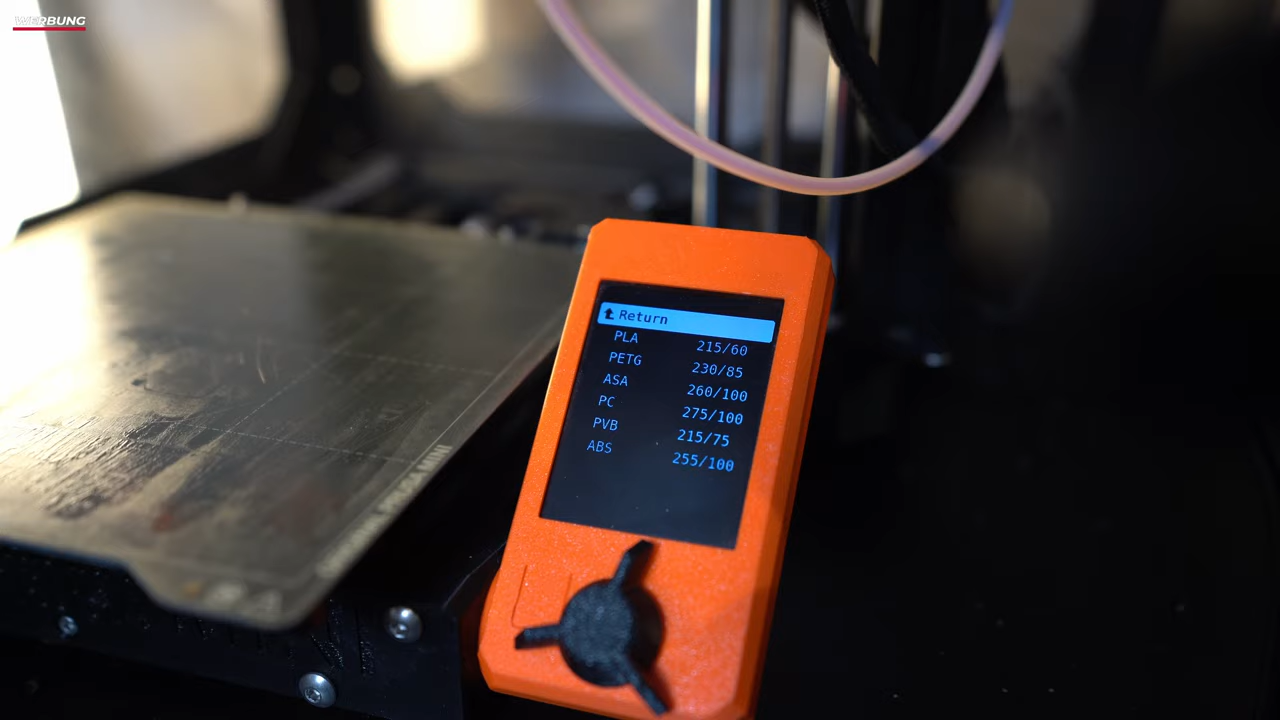 WERBUNG
Return
PLA 215/60
PETG 230/85
ASA 260/100
PC 275/100
PVB 215/75
ABS 255/100